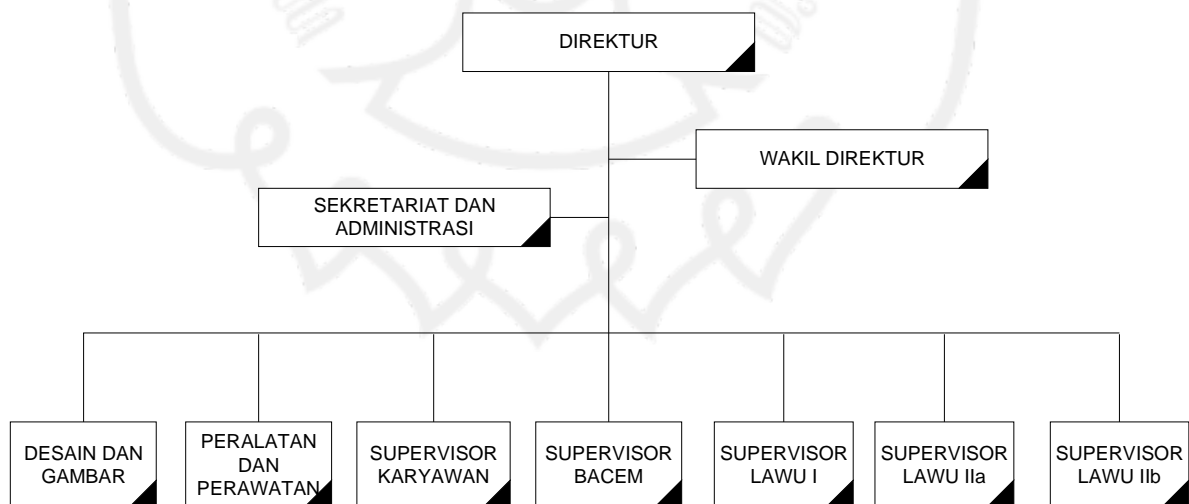 DIREKTUR
WAKIL DIREKTUR
SEKRETARIAT DAN
ADMINISTRASI
DESAIN DAN
GAMBAR
PERALATAN
DAN
PERAWATAN
SUPERVISOR
KARYAWAN
SUPERVISOR
BACEM
SUPERVISOR
LAWU I
SUPERVISOR
LAWU IIa
SUPERVISOR
LAWU IIb